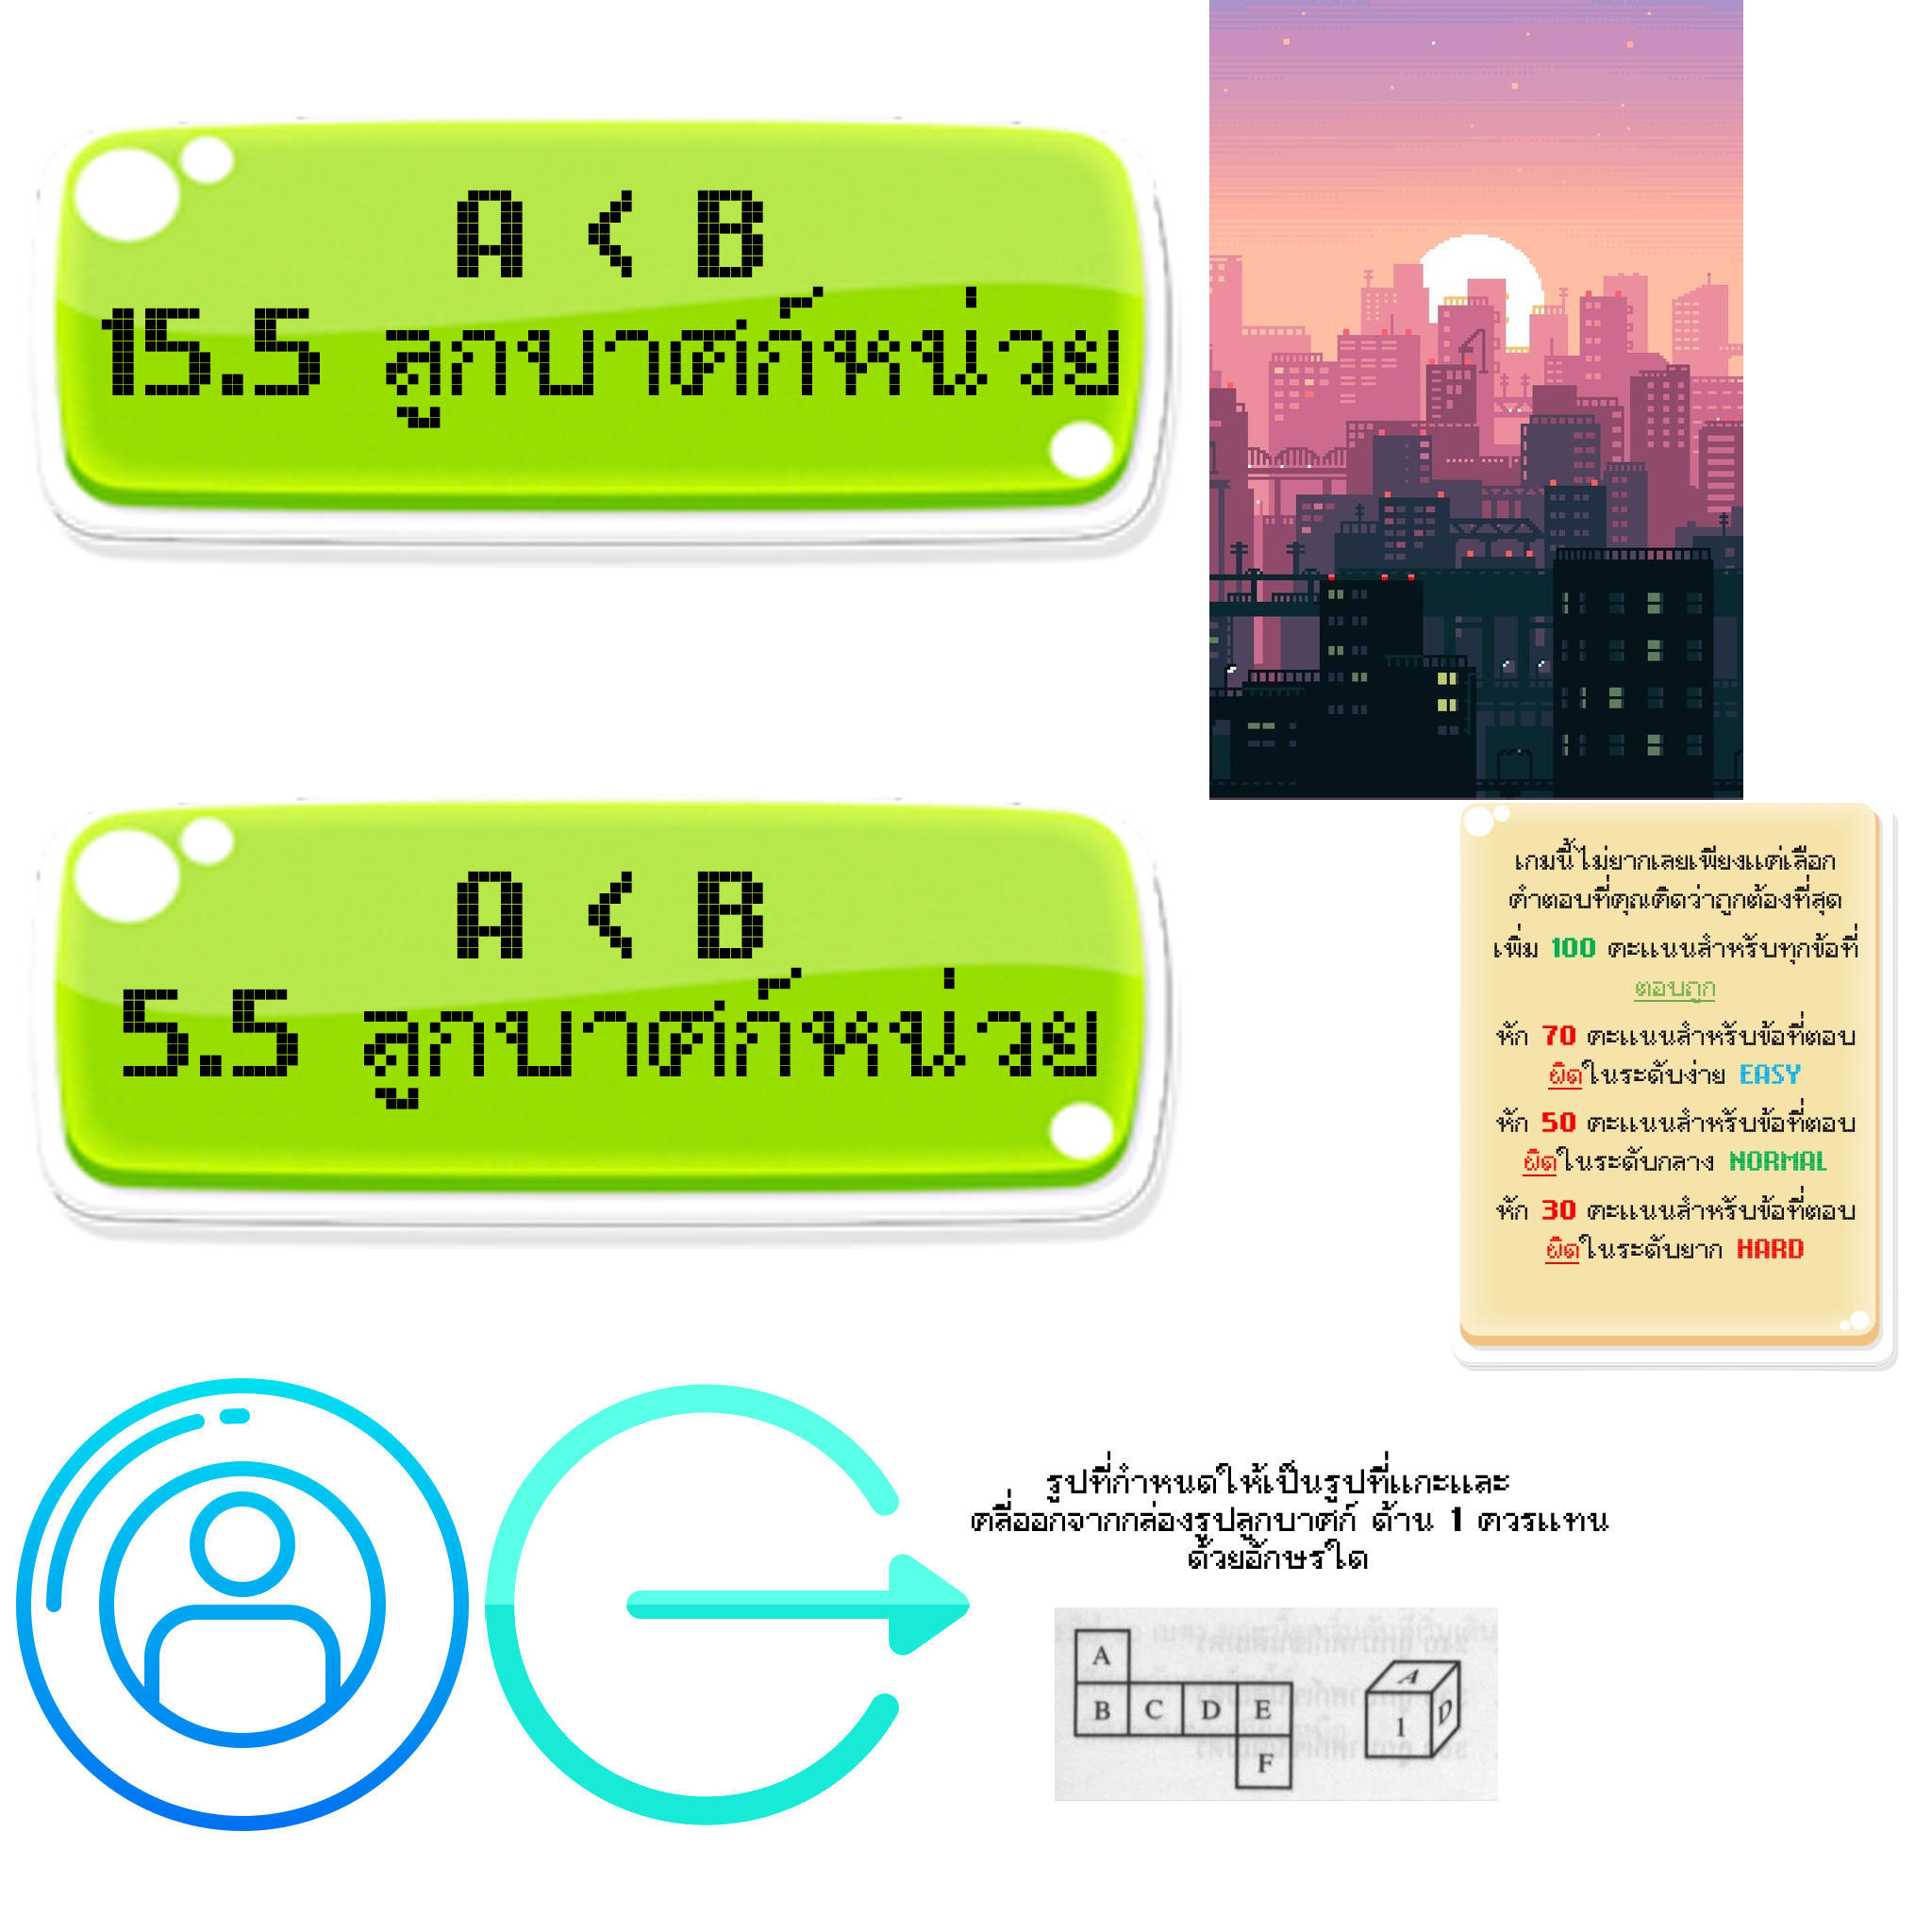 A < B
15.5 ลูกบาศก์หน่วย
A < B
5.5 ลูกบาศก์หน่วย
เกมนี้ไม่ยากเลยเพียงแค่เลือก
คำตอบที่คุณคิดว่าถูกต้องที่สุด
เพิ่ม 100 คะแนนสำหรับทุกข้อที่
ตอบถูก
หัก 70 คะแนนสำหรับข้อที่ตอบ
ผิดในระดับง่าย EASY
หัก 50 คะแนนสำหรับข้อที่ตอบ
ผิดในระดับกลาง NORMAL
หัก 30 คะแนนสำหรับข้อที่ตอบ
ผิดในระดับยาก HARD
รูปที่กำหนดให้เป็นรูปที่แกะและ
คลี่ออกจากกล่องรูปลูกบาศก์ ด้าน 1 ควรแทน
ด้วยอักษรใด
A
B C D E
F
A
1 D